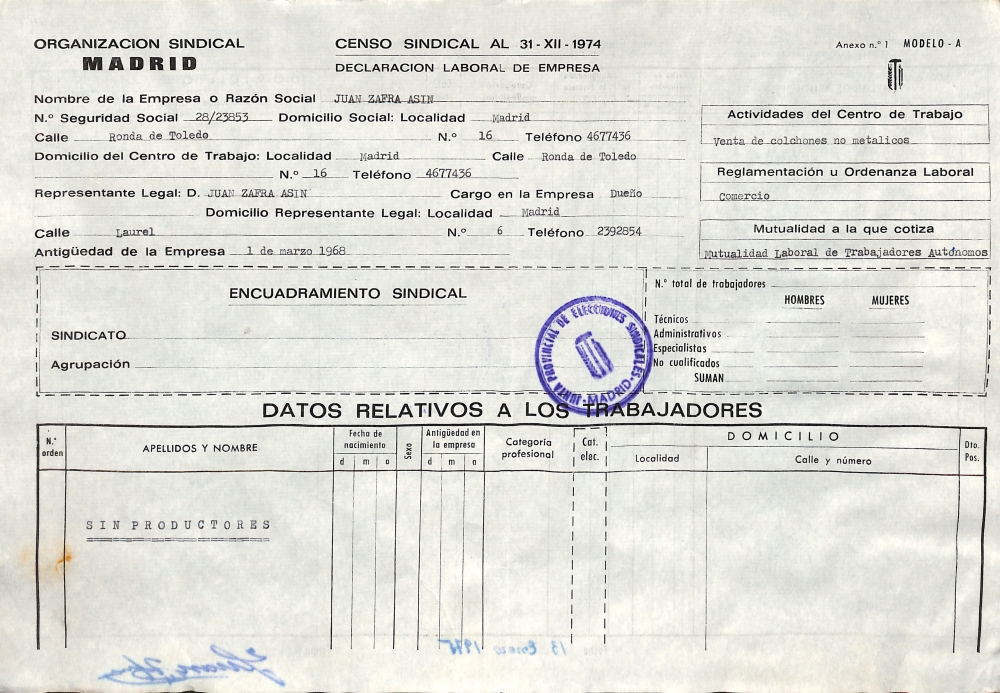 ORGANIZACION SINDICAL
MADRID
CENSO SINDICAL AL 31-XII-1974
DECLARACION LABORAL DE EMPRESA
Anexo n.º 1 MODELO - A
Nombre de la Empresa o Razón Social JUAN ZAFRA ASIN
N.º Seguridad Social 28/23853 Domicilio Social: Localidad Madrid
Calle Ronda de Toledo N.º 16 Teléfono 4677436
Domicilio del Centro de Trabajo: Localidad Madrid Calle Ronda de Toledo
N.º 16 Teléfono 4677436
Representante Legal: D. JUAN ZAFRA ASIN Cargo en la Empresa Dueño
Domicilio Representante Legal: Localidad Madrid
Calle Laurel N.º 6 Teléfono 2392854
Antigüedad de la Empresa 1 de marzo 1968
Actividades del Centro de Trabajo
Venta de colchones no metalicos
Reglamentación u Ordenanza Laboral
Comercio
Mutualidad a la que cotiza
Mutualidad Laboral de Trabajadores Autónomos
ENCUADRAMIENTO SINDICAL
SINDICATO
Agrupación
JUNTA PROVINCIAL DE ELECCIONES SINDICALES
-MADRID-
N.º total de trabajadores
HOMBRES MUJERES
Técnicos
Administrativos
Especialistas
No cualificados
SUMAN
DATOS RELATIVOS A LOS TRABAJADORES
N.º orden
APELLIDOS Y NOMBRE
Fecha de nacimiento
d m a
Sexo
Antigüedad en la empresa
d m a
Categoría profesional
Cat. elec.
DOMICILIO
Localidad
Calle y número
Dto. Pos.
SIN PRODUCTORES
13 Enero 1975